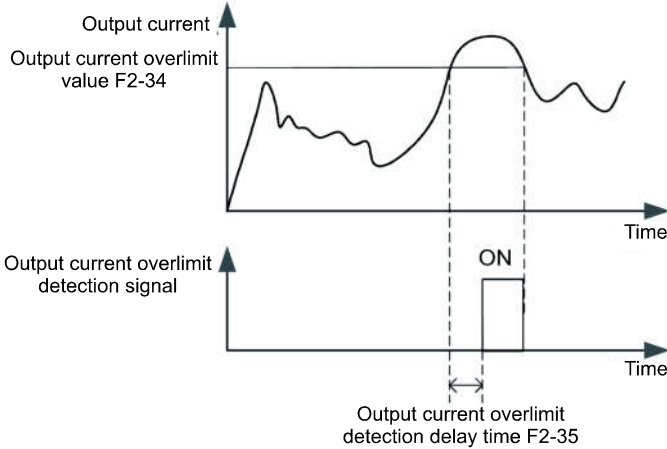 Output current
Output current overlimit
value F2-34
Time
Output current overlimit
detection signal
ON
Time
Output current overlimit
detection delay time F2-35